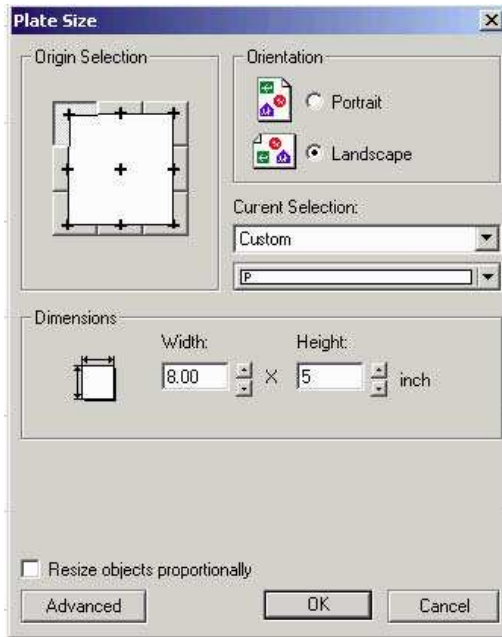 Plate Size
Origin Selection
Orientation
Portrait
Landscape
Current Selection:
Custom
P
Dimensions
Width:
Height:
8.00
X
5
inch
Resize objects proportionally
Advanced
OK
Cancel